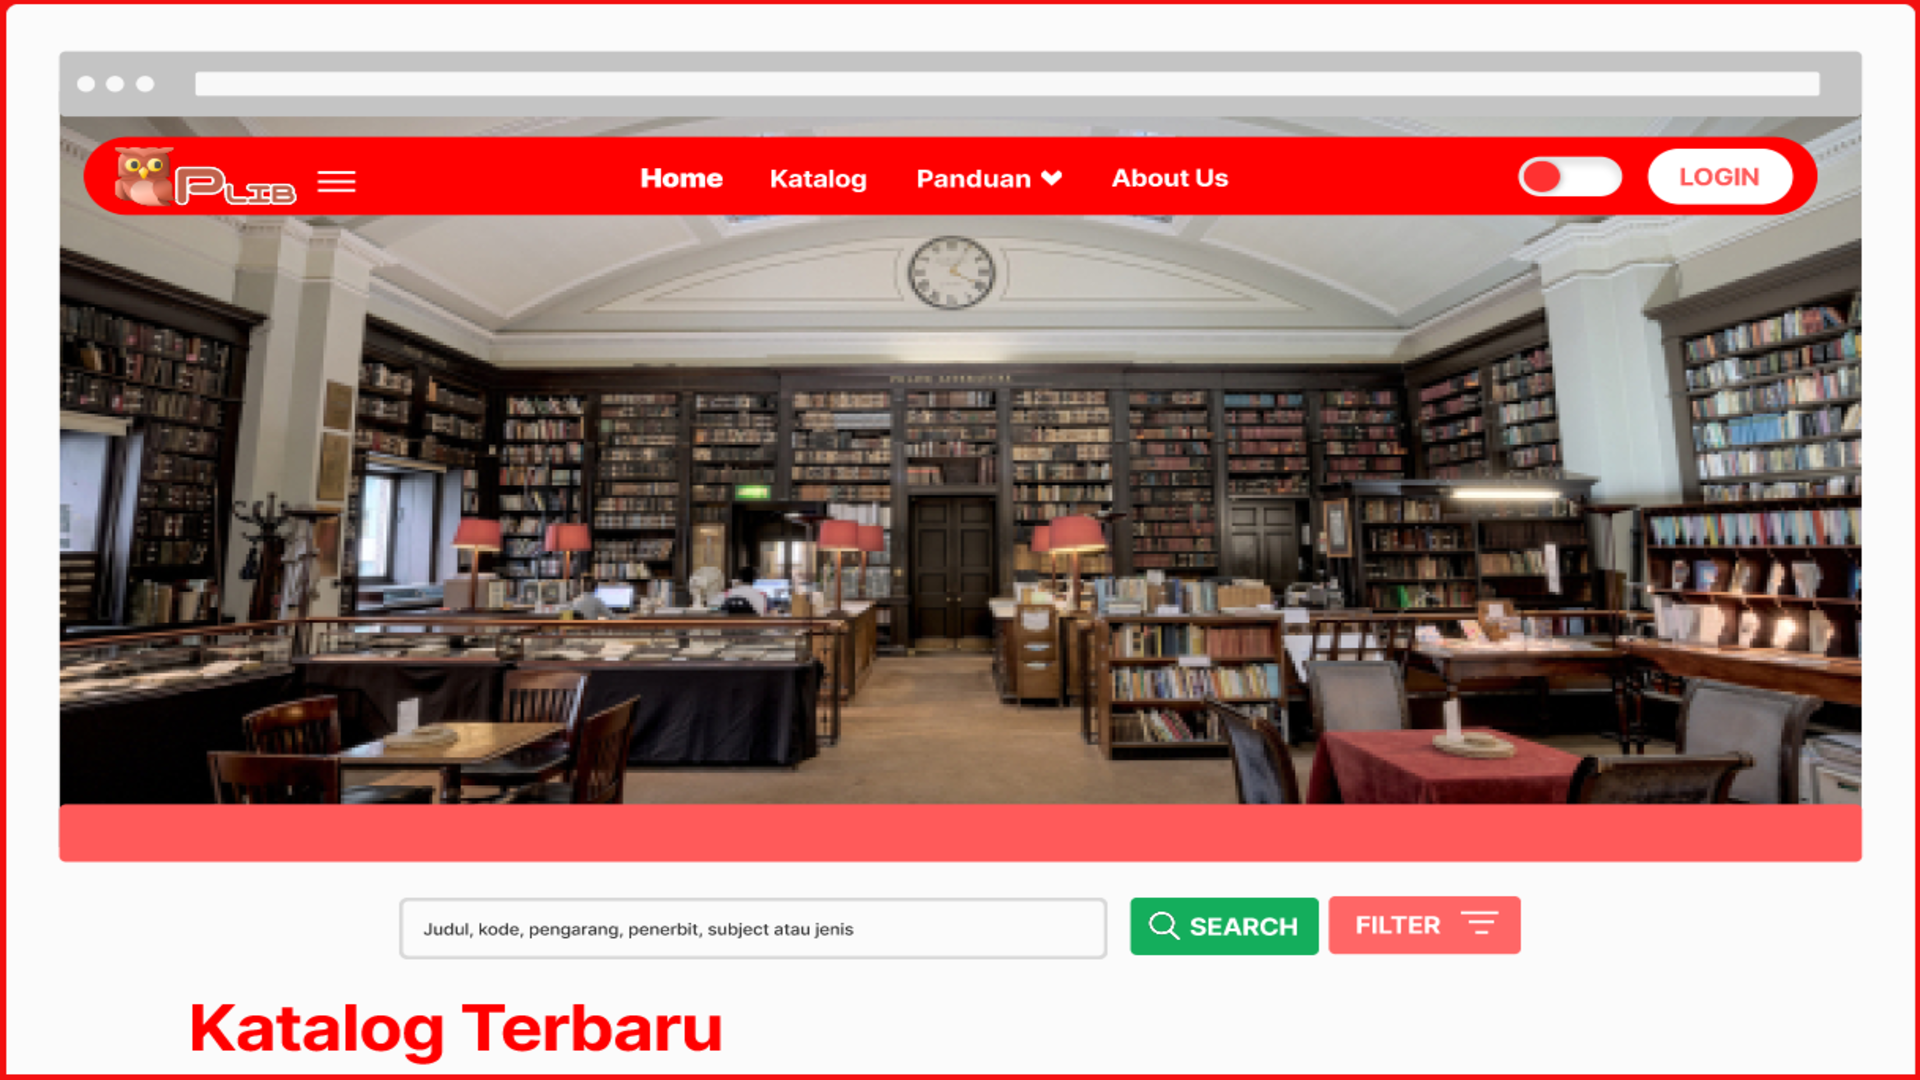 PLIB
Home Katalog Panduan About Us
LOGIN
Judul, kode, pengarang, penerbit, subject atau jenis
SEARCH
FILTER
Katalog Terbaru